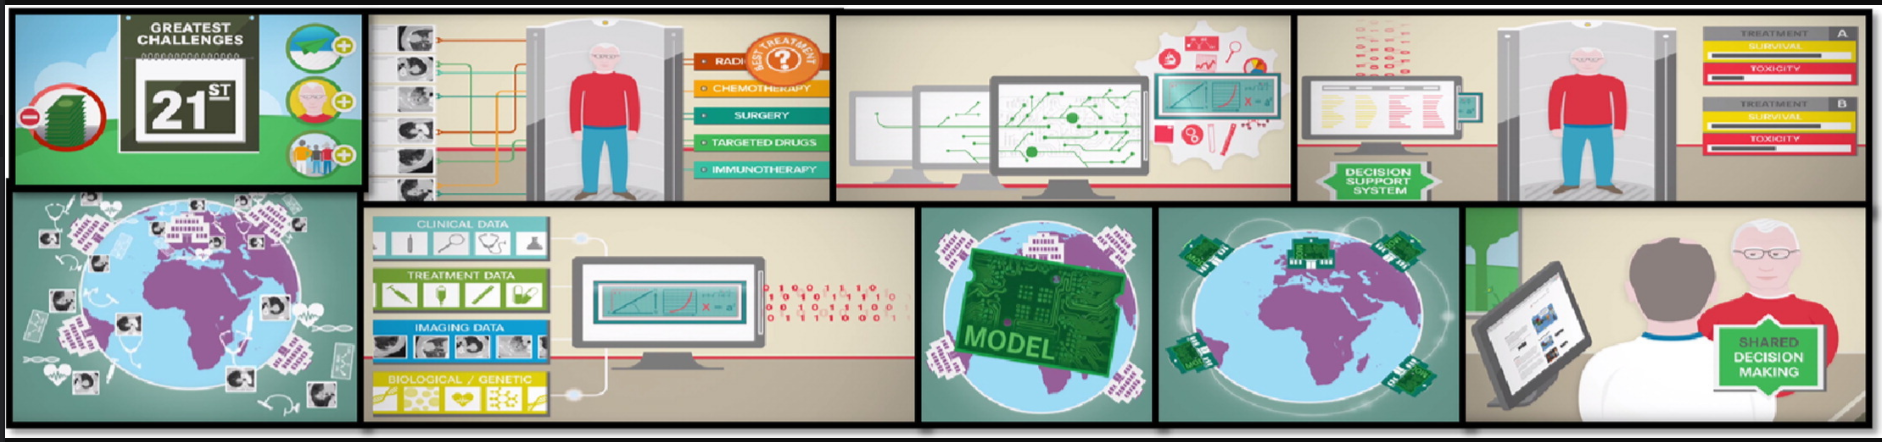 GREATEST
CHALLENGES
21ST
BEST TREATMENT
?
CHEMOTHERAPY
SURGERY
TARGETED DRUGS
IMMUNOTHERAPY
DECISION
SUPPORT
SYSTEM
TREATMENT A
SURVIVAL
TOXICITY
TREATMENT B
SURVIVAL
TOXICITY
CLINICAL DATA
TREATMENT DATA
IMAGING DATA
BIOLOGICAL / GENETIC
MODEL
SHARED
DECISION
MAKING